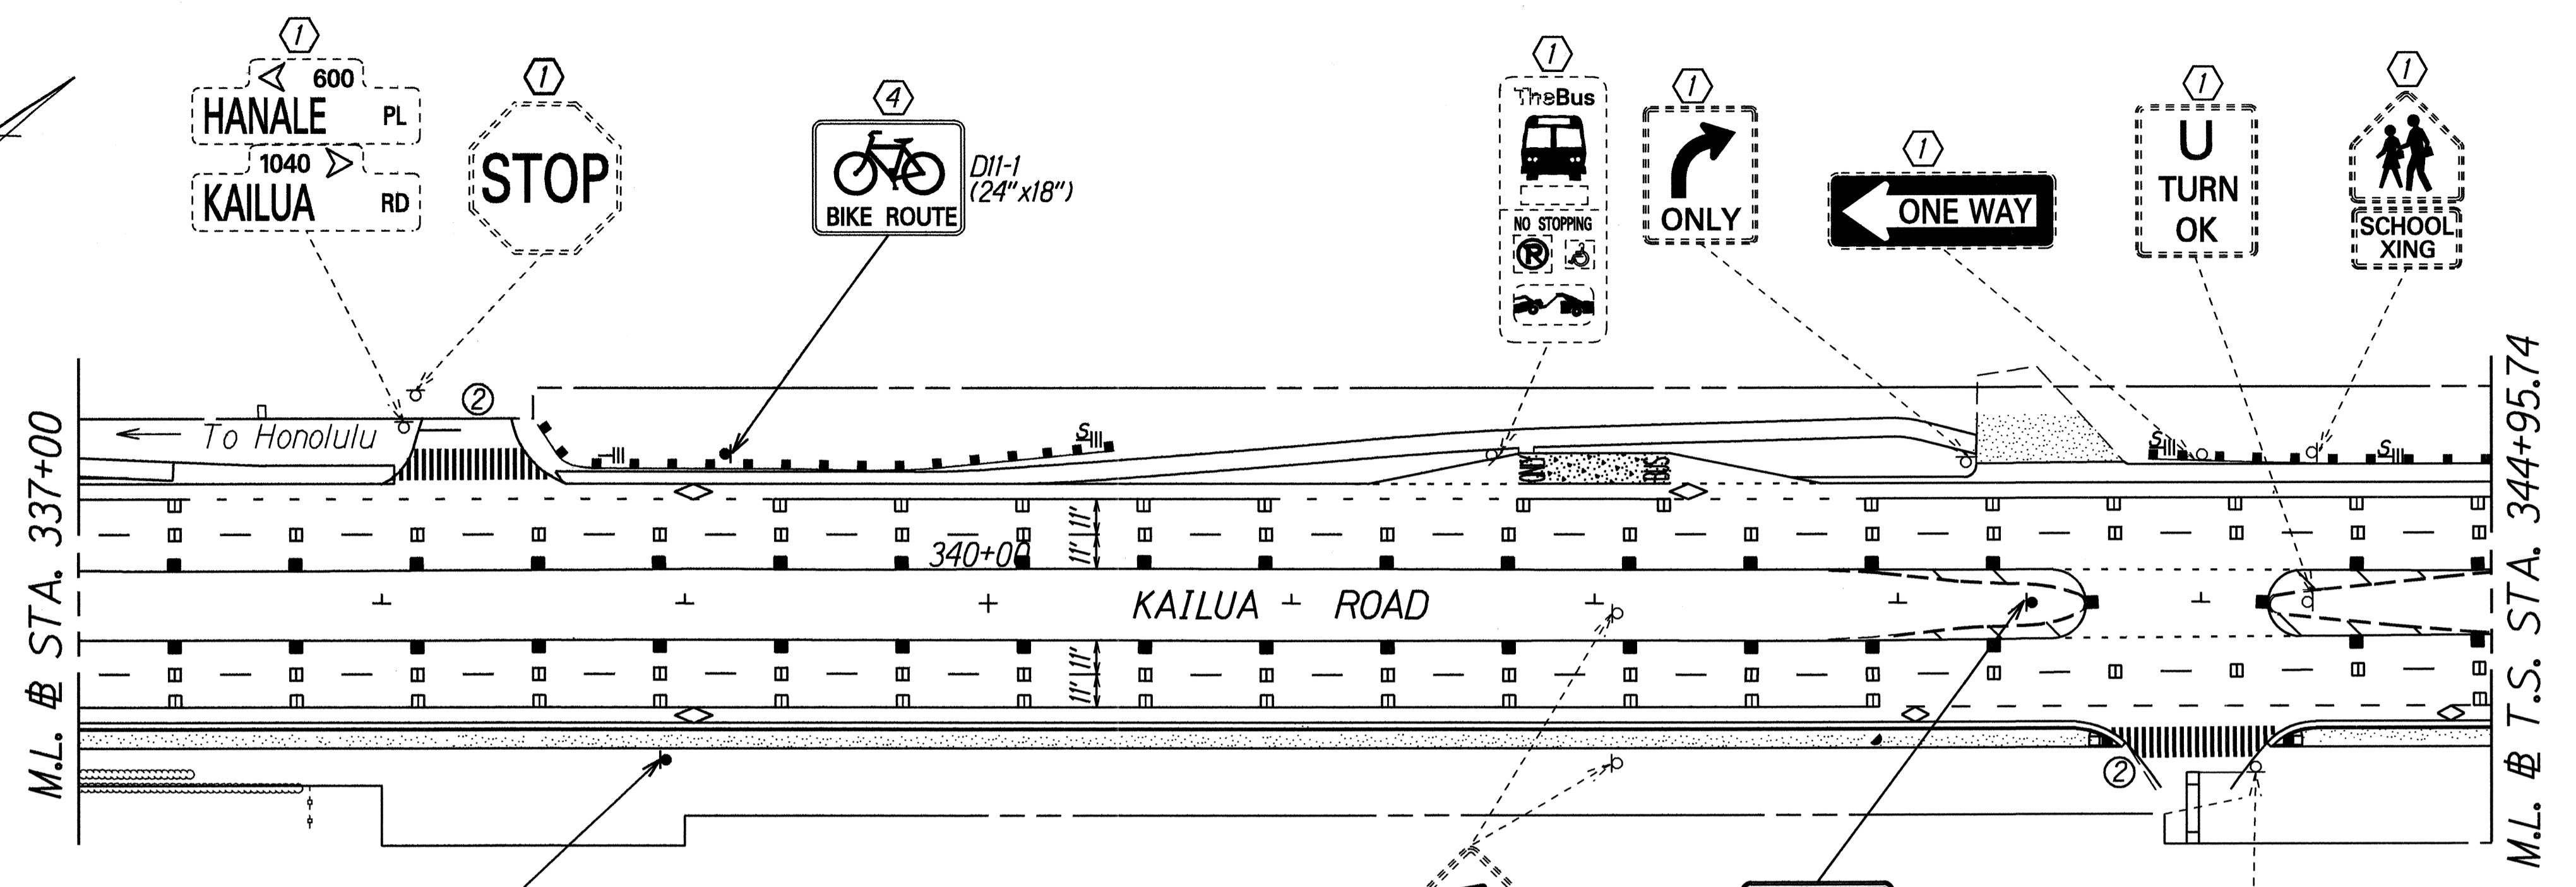 1
600
HANALE PL
1040
KAILUA RD
1
STOP
4
BIKE ROUTE
D11-1
(24"x18")
1
TheBus
NO STOPPING
P
1
ONLY
1
ONE WAY
1
U
TURN
OK
1
SCHOOL
XING
M.L. STA. 337+00
To Honolulu
2
S
S
S
BUS
11'
11'
340+00
KAILUA ROAD
11'
11'
2
M.L. T.S. STA. 344+95.74